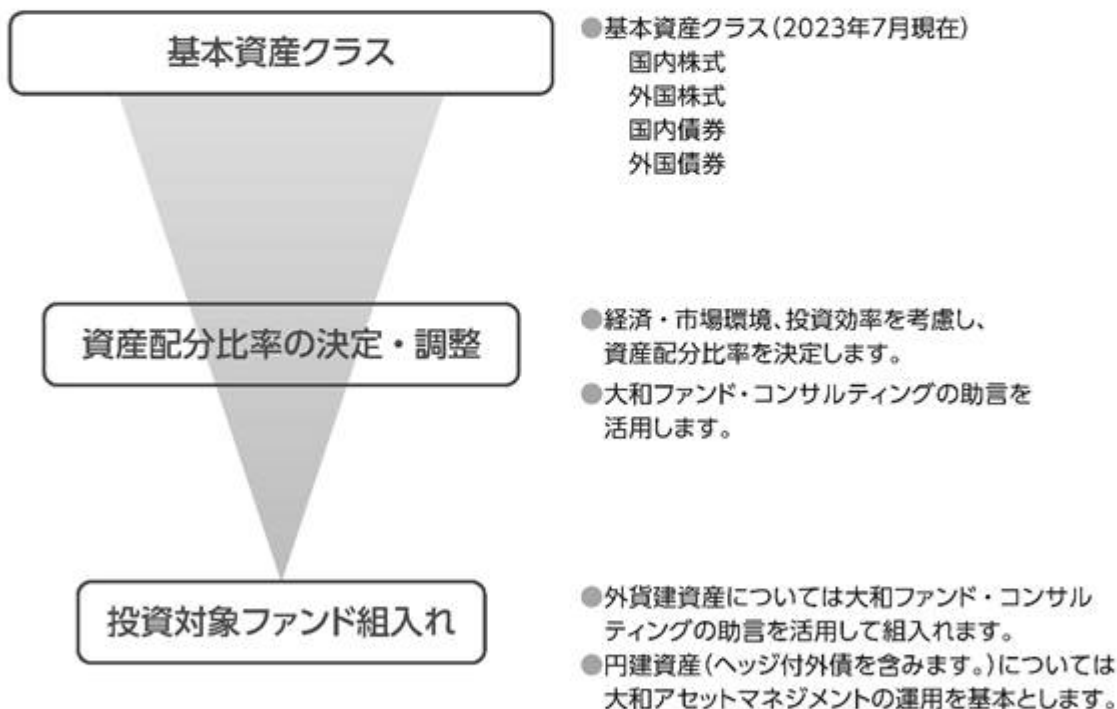 基本資産クラス
●基本資産クラス(2023年7月現在)
国内株式
外国株式
国内債券
外国債券
資産配分比率の決定・調整
●経済・市場環境、投資効率を考慮し、
資産配分比率を決定します。
●大和ファンド・コンサルティングの助言を
活用します。
投資対象ファンド組入れ
●外貨建資産については大和ファンド・コンサル
ティングの助言を活用して組入れます。
●円建資産(ヘッジ付外債を含みます。)については
大和アセットマネジメントの運用を基本とします。